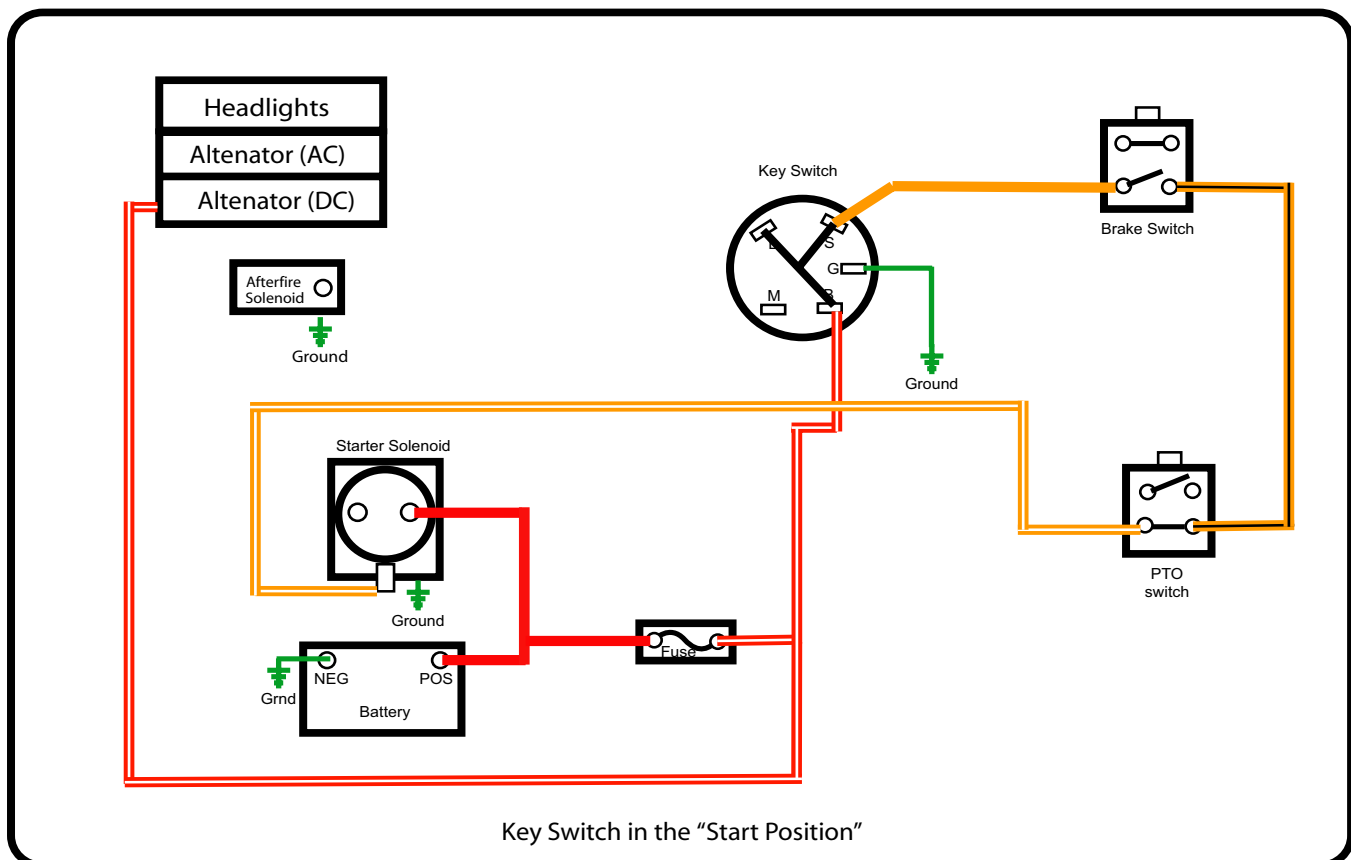 Headlights
Altenator (AC)
Altenator (DC)
Key Switch
Brake Switch
L
S
G
M
B
Afterfire
Solenoid
Ground
Ground
Starter Solenoid
Ground
PTO
switch
Fuse
NEG
POS
Grnd
Battery
Key Switch in the “Start Position”